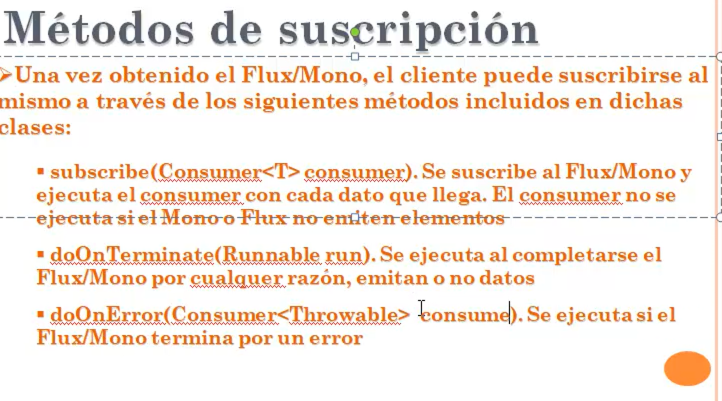 Métodos de suscripción
➢Una vez obtenido el Flux/Mono, el cliente puede suscribirse al
mismo a través de los siguientes métodos incluidos en dichas
clases:
▪ subscribe(Consumer<T> consumer). Se suscribe al Flux/Mono y
ejecuta el consumer con cada dato que llega. El consumer no se
ejecuta si el Mono o Flux no emiten elementos
▪ doOnTerminate(Runnable run). Se ejecuta al completarse el
Flux/Mono por cualquer razón, emitan o no datos
▪ doOnError(Consumer<Throwable> consume). Se ejecuta si el
Flux/Mono termina por un error